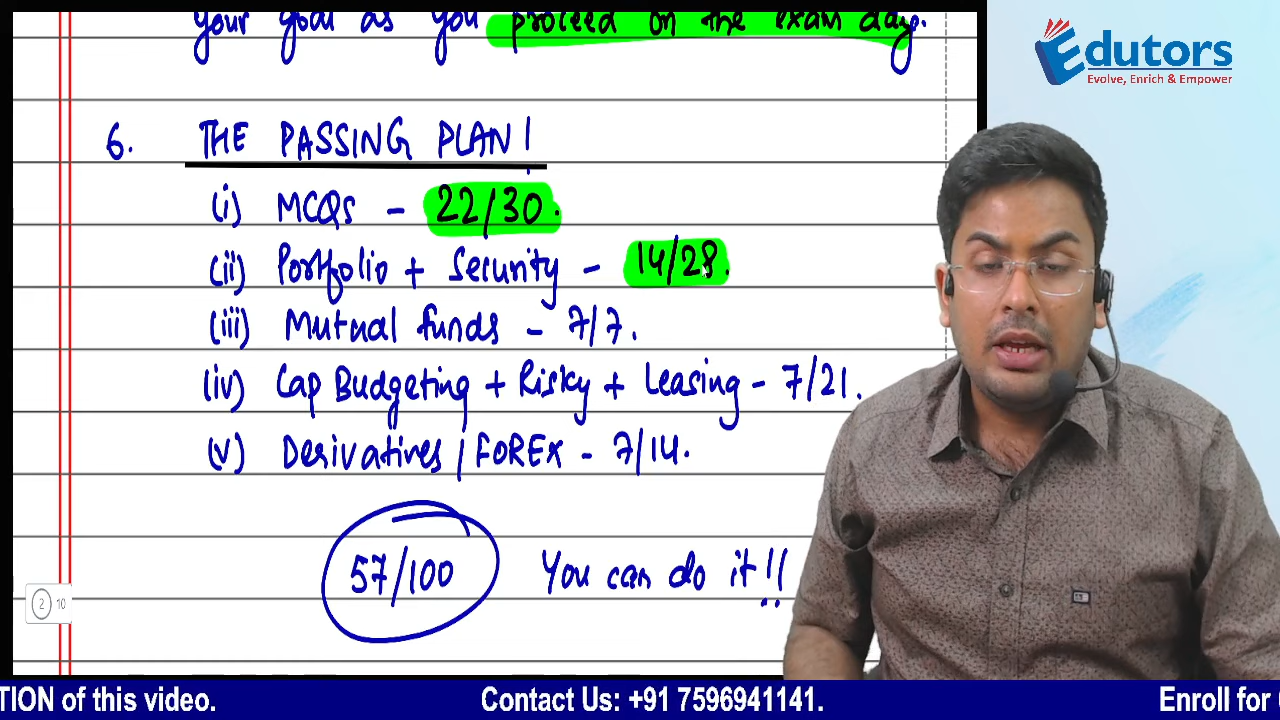 your goal as you proceed on the exam day.
Edutors
Evolve, Enrich & Empower
6. THE PASSING PLAN!
(i) MCQs - 22/30.
(ii) Portfolio + Security - 14/28.
(iii) Mutual funds - 7/7.
(iv) Cap Budgeting + Risky + Leasing - 7/21.
(v) Derivatives / FOREX - 7/14.
57/100 You can do it!!
2 10
TION of this video. Contact Us: +91 7596941141. Enroll for